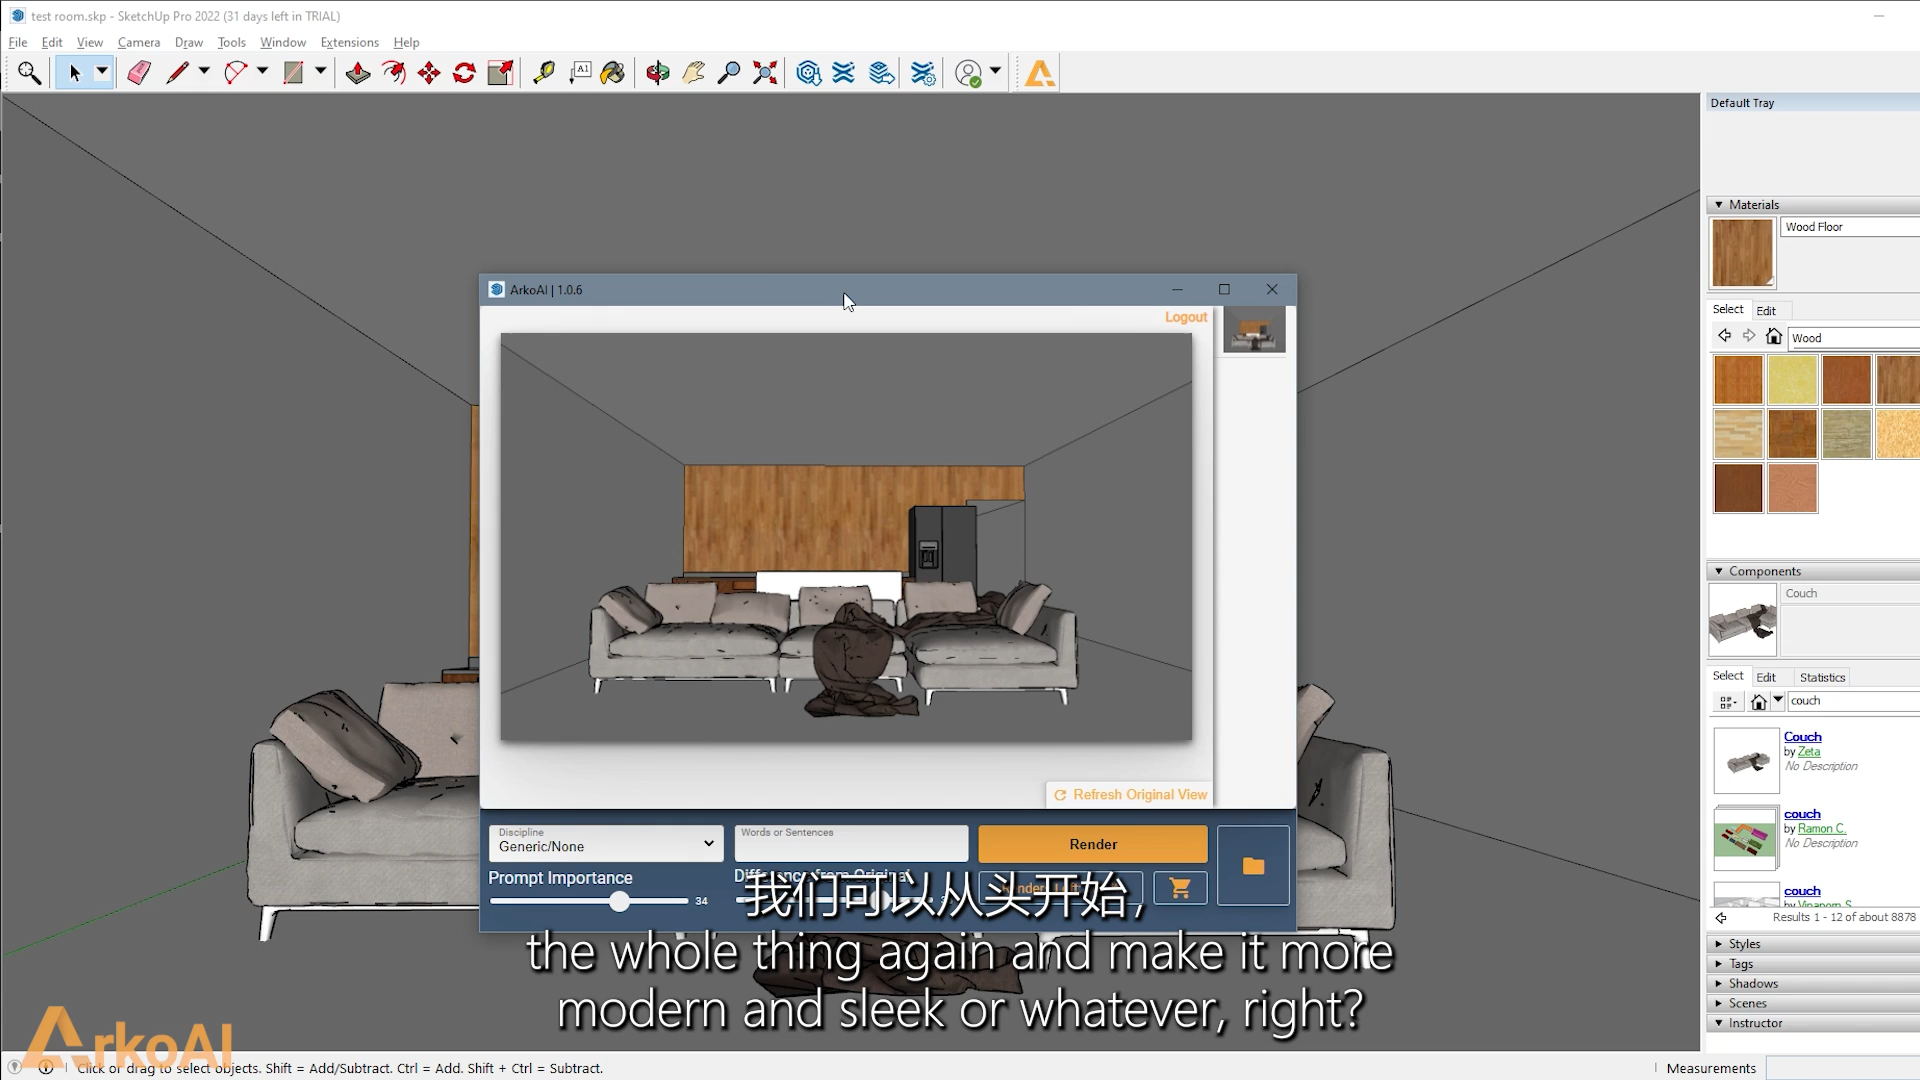 test room.skp - SketchUp Pro 2022 (31 days left in TRIAL)
File Edit View Camera Draw Tools Window Extensions Help
A1
Default Tray
Materials
Wood Floor
Select Edit
Wood
Components
Couch
Select Edit Statistics
couch
Couch
by Zeta
No Description
couch
by Ramon C.
No Description
couch
Results 1 - 12 of about 8878
Styles
Tags
Shadows
Scenes
Instructor
ArkoAI | 1.0.6
Logout
Refresh Original View
Discipline
Generic/None
Words or Sentences
Render
Prompt Importance
34
Difference from Original
我们可以从头开始，
the whole thing again and make it more
modern and sleek or whatever, right?
ArkoAI
Click or drag to select objects. Shift = Add/Subtract. Ctrl = Add. Shift + Ctrl = Subtract.
Measurements